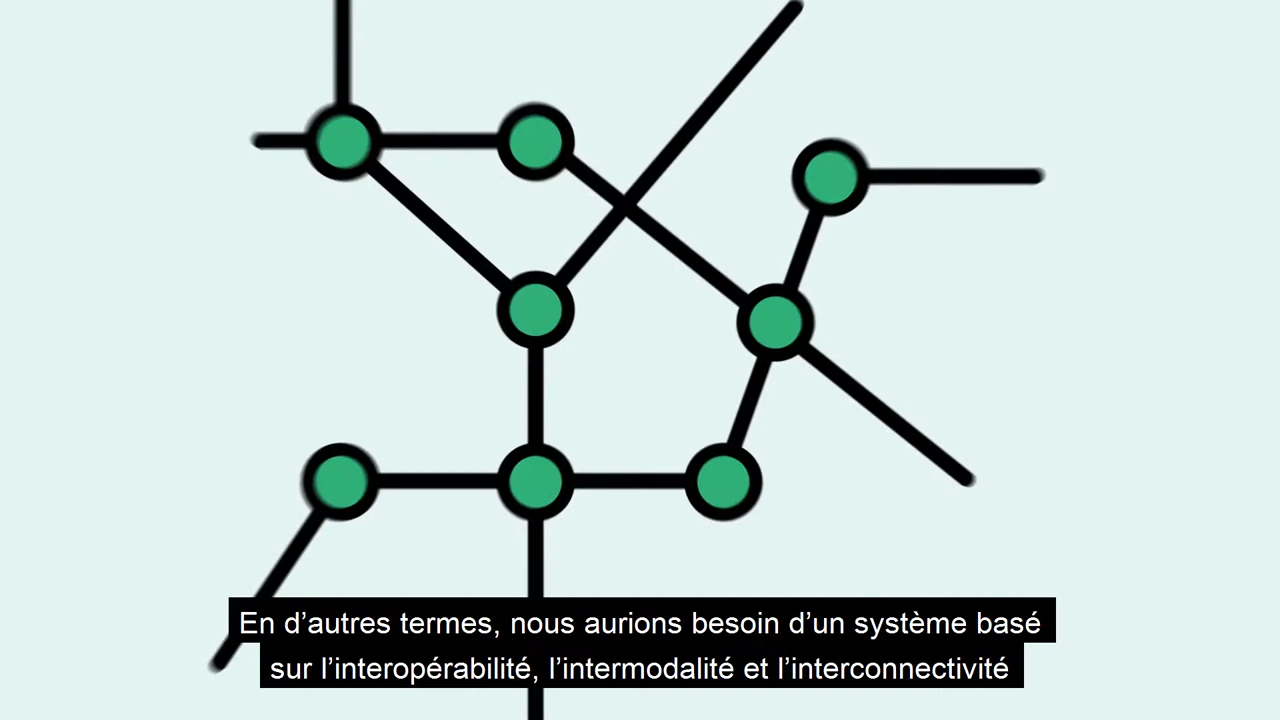 En d’autres termes, nous aurions besoin d’un système basé
sur l’interopérabilité, l’intermodalité et l’interconnectivité